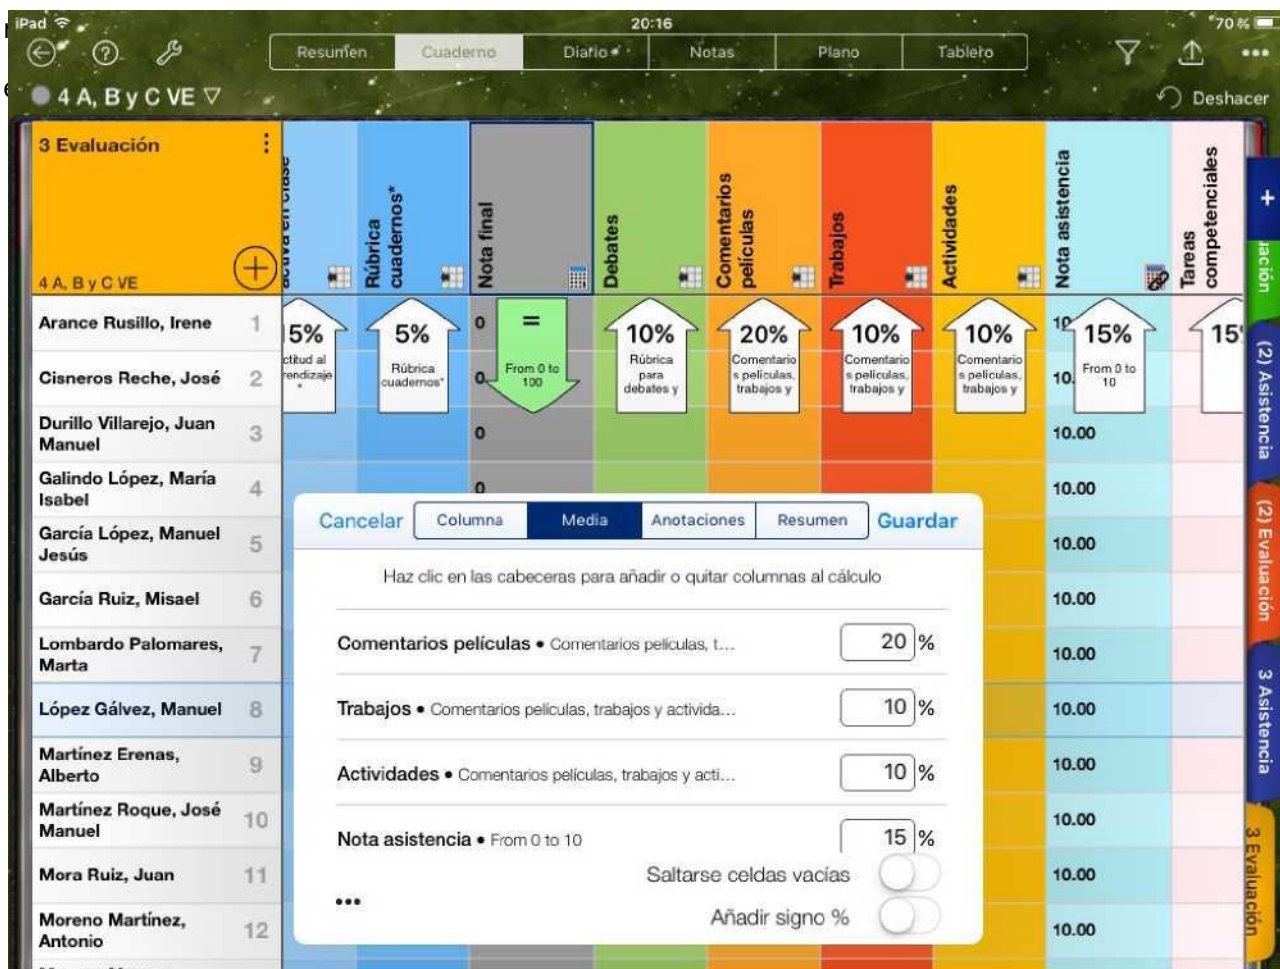 iPad
20:16
70 %
Resumen
Cuaderno
Diario
Notas
Plano
Tablero
4 A, B y C VE
Deshacer
3 Evaluación
4 A, B y C VE
Rúbrica
cuadernos*
Nota final
Debates
Comentarios
películas
Trabajos
Actividades
Nota asistencia
Tareas
competenciales
Arance Rusillo, Irene 1
Cisneros Reche, José 2
Durillo Villarejo, Juan
Manuel 3
Galindo López, María
Isabel 4
García López, Manuel
Jesús 5
García Ruiz, Misael 6
Lombardo Palomares,
Marta 7
López Gálvez, Manuel 8
Martínez Erenas,
Alberto 9
Martínez Roque, José
Manuel 10
Mora Ruiz, Juan 11
Moreno Martínez,
Antonio 12
5%
5%
Rúbrica
cuadernos*
0
=
From 0 to
100
0
0
0
10%
Rúbrica
para
debates y
20%
Comentario
s películas,
trabajos y
10%
Comentario
s películas,
trabajos y
10%
Comentario
s películas,
trabajos y
15%
From 0 to
10
10.00
10.00
10.00
10.00
10.00
10.00
10.00
10.00
10.00
10.00
+
(2) Asistencia
(2) Evaluación
3 Asistencia
3 Evaluación
Cancelar
Columna
Media
Anotaciones
Resumen
Guardar
Haz clic en las cabeceras para añadir o quitar columnas al cálculo
Comentarios películas • Comentarios películas, t... 20 %
Trabajos • Comentarios películas, trabajos y activida... 10 %
Actividades • Comentarios películas, trabajos y acti... 10 %
Nota asistencia • From 0 to 10 15 %
Saltarse celdas vacías
Añadir signo %